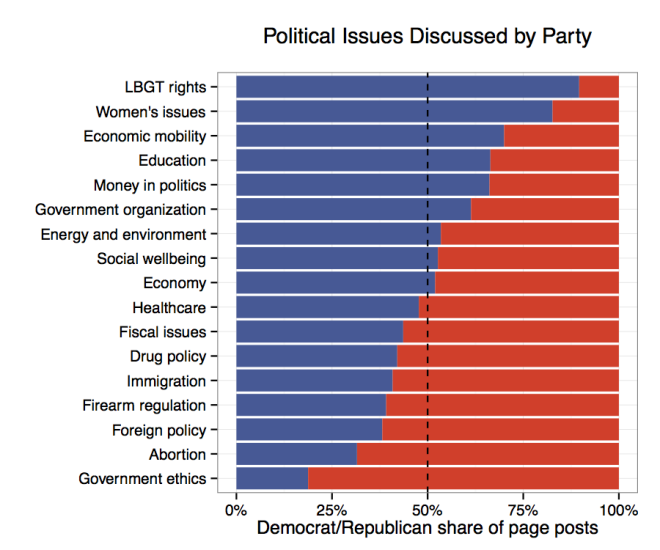 Political Issues Discussed by Party
LBGT rights
Women's issues
Economic mobility
Education
Money in politics
Government organization
Energy and environment
Social wellbeing
Economy
Healthcare
Fiscal issues
Drug policy
Immigration
Firearm regulation
Foreign policy
Abortion
Government ethics
0% 25% 50% 75% 100%
Democrat/Republican share of page posts